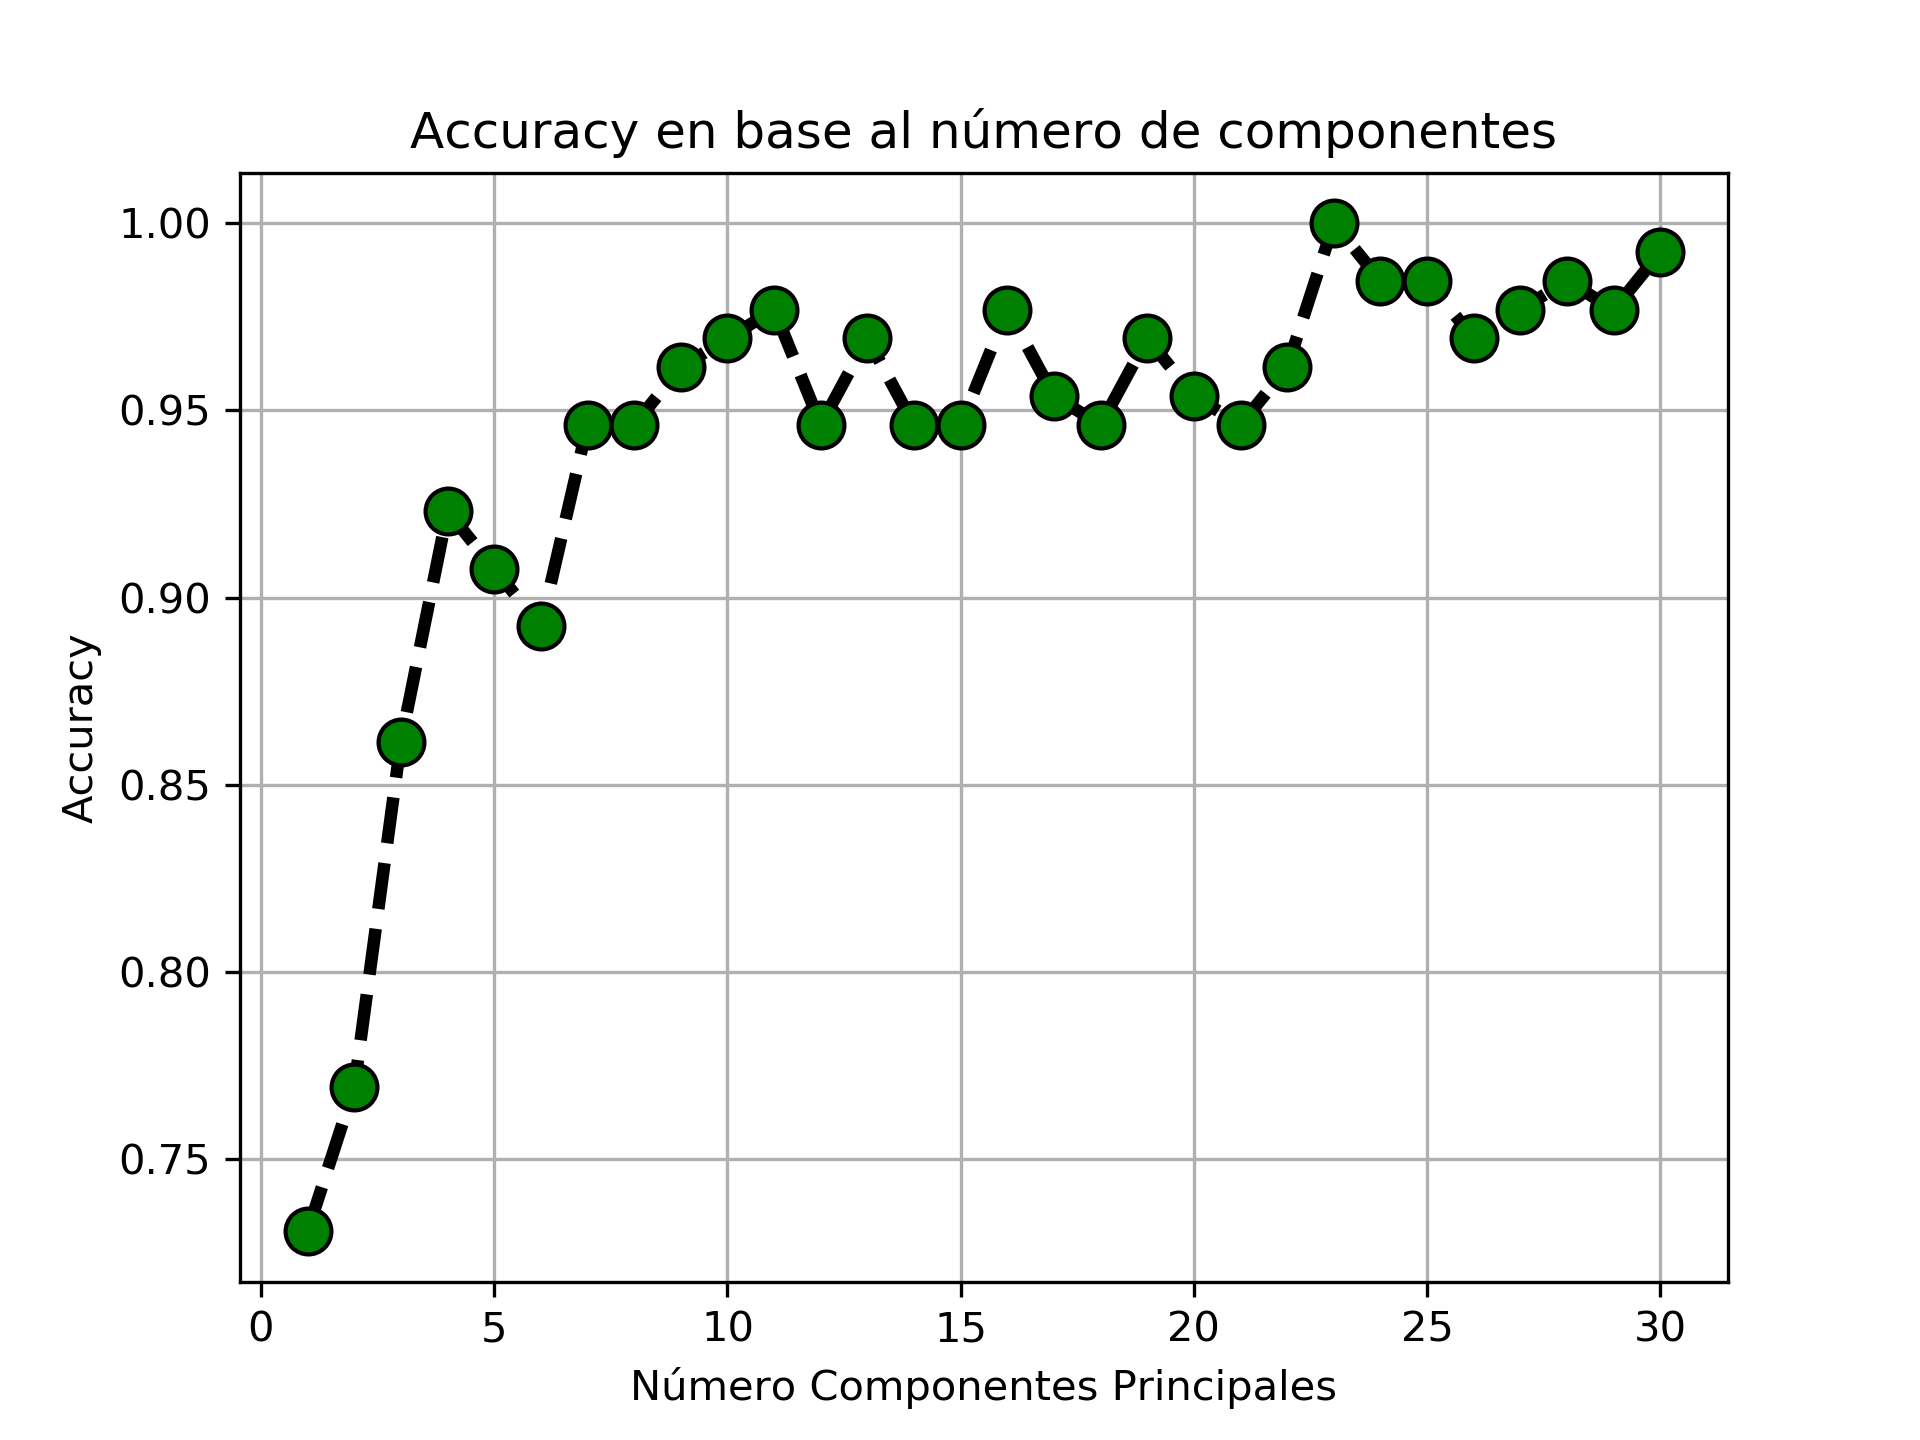 Accuracy en base al número de componentes
1.00
0.95
0.90
0.85
0.80
0.75
Accuracy
0 5 10 15 20 25 30
Número Componentes Principales